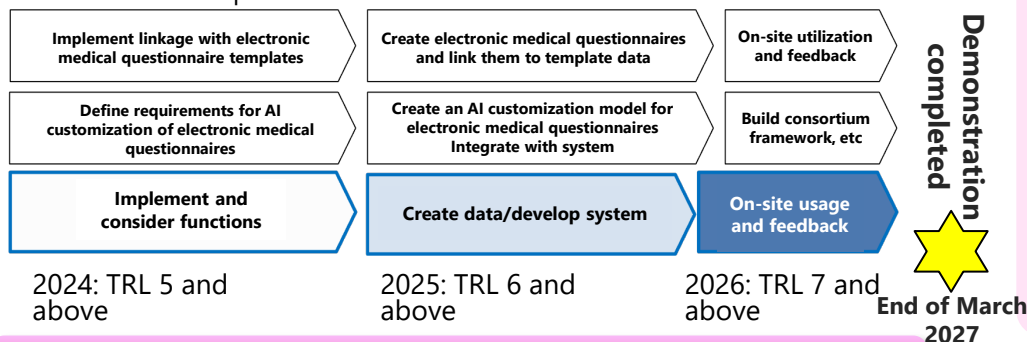 Implement linkage with electronic
medical questionnaire templates
Create electronic medical questionnaires
and link them to template data
On-site utilization
and feedback
Define requirements for AI
customization of electronic medical
questionnaires
Create an AI customization model for
electronic medical questionnaires
Integrate with system
Build consortium
framework, etc
Implement and
consider functions
Create data/develop system
On-site usage
and feedback
Demonstration
completed
2024: TRL 5 and
above
2025: TRL 6 and
above
2026: TRL 7 and
above
End of March
2027